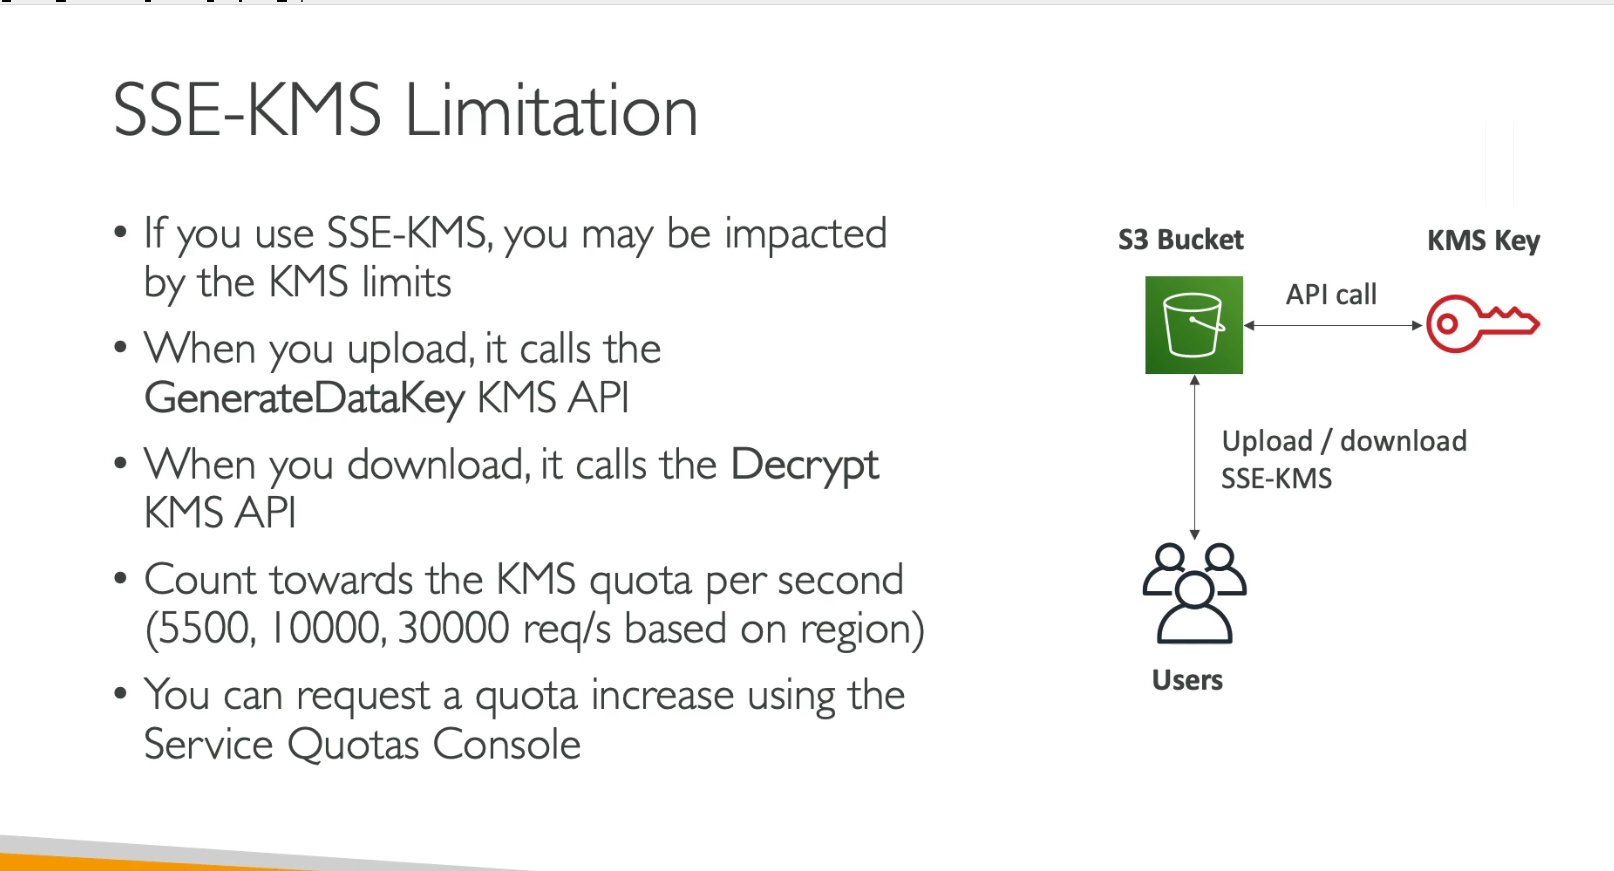 SSE-KMS Limitation
• If you use SSE-KMS, you may be impacted
by the KMS limits
• When you upload, it calls the
GenerateDataKey KMS API
• When you download, it calls the Decrypt
KMS API
• Count towards the KMS quota per second
(5500, 10000, 30000 req/s based on region)
• You can request a quota increase using the
Service Quotas Console
S3 Bucket
KMS Key
API call
Upload / download
SSE-KMS
Users